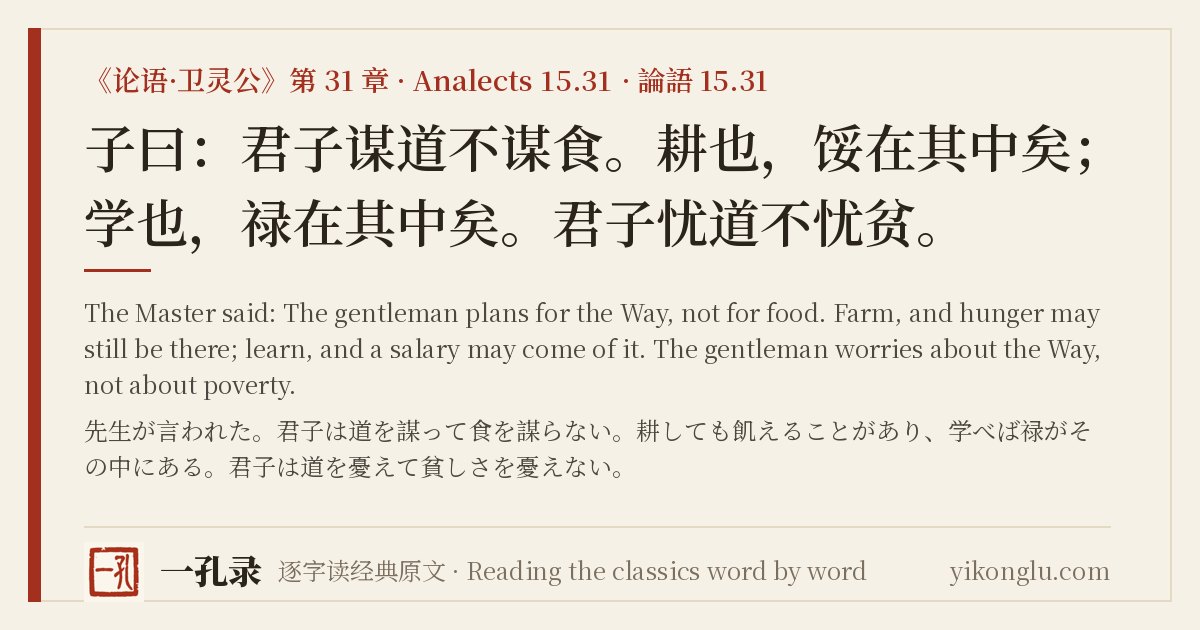 《论语·卫灵公》第 31 章 · Analects 15.31 · 論語 15.31
子曰：君子谋道不谋食。耕也，馁在其中矣；
学也，禄在其中矣。君子忧道不忧贫。
The Master said: The gentleman plans for the Way, not for food. Farm, and hunger may
still be there; learn, and a salary may come of it. The gentleman worries about the Way,
not about poverty.
先生が言われた。君子は道を謀って食を謀らない。耕しても飢えることがあり、学べば禄がそ
の中にある。君子は道を憂えて貧しさを憂えない。
一孔
一孔录 逐字读经典原文 · Reading the classics word by word yikonglu.com